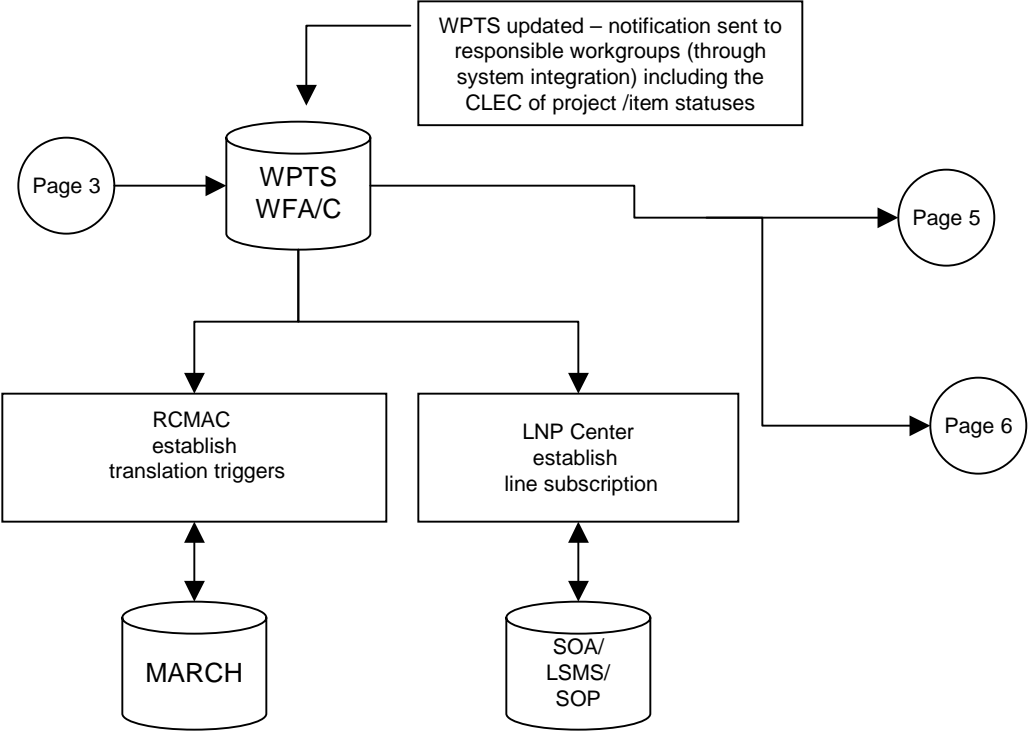 WPTS updated – notification sent to
responsible workgroups (through
system integration) including the
CLEC of project /item statuses
Page 3
WPTS
WFA/C
Page 5
Page 6
RCMAC
establish
translation triggers
LNP Center
establish
line subscription
MARCH
SOA/
LSMS/
SOP